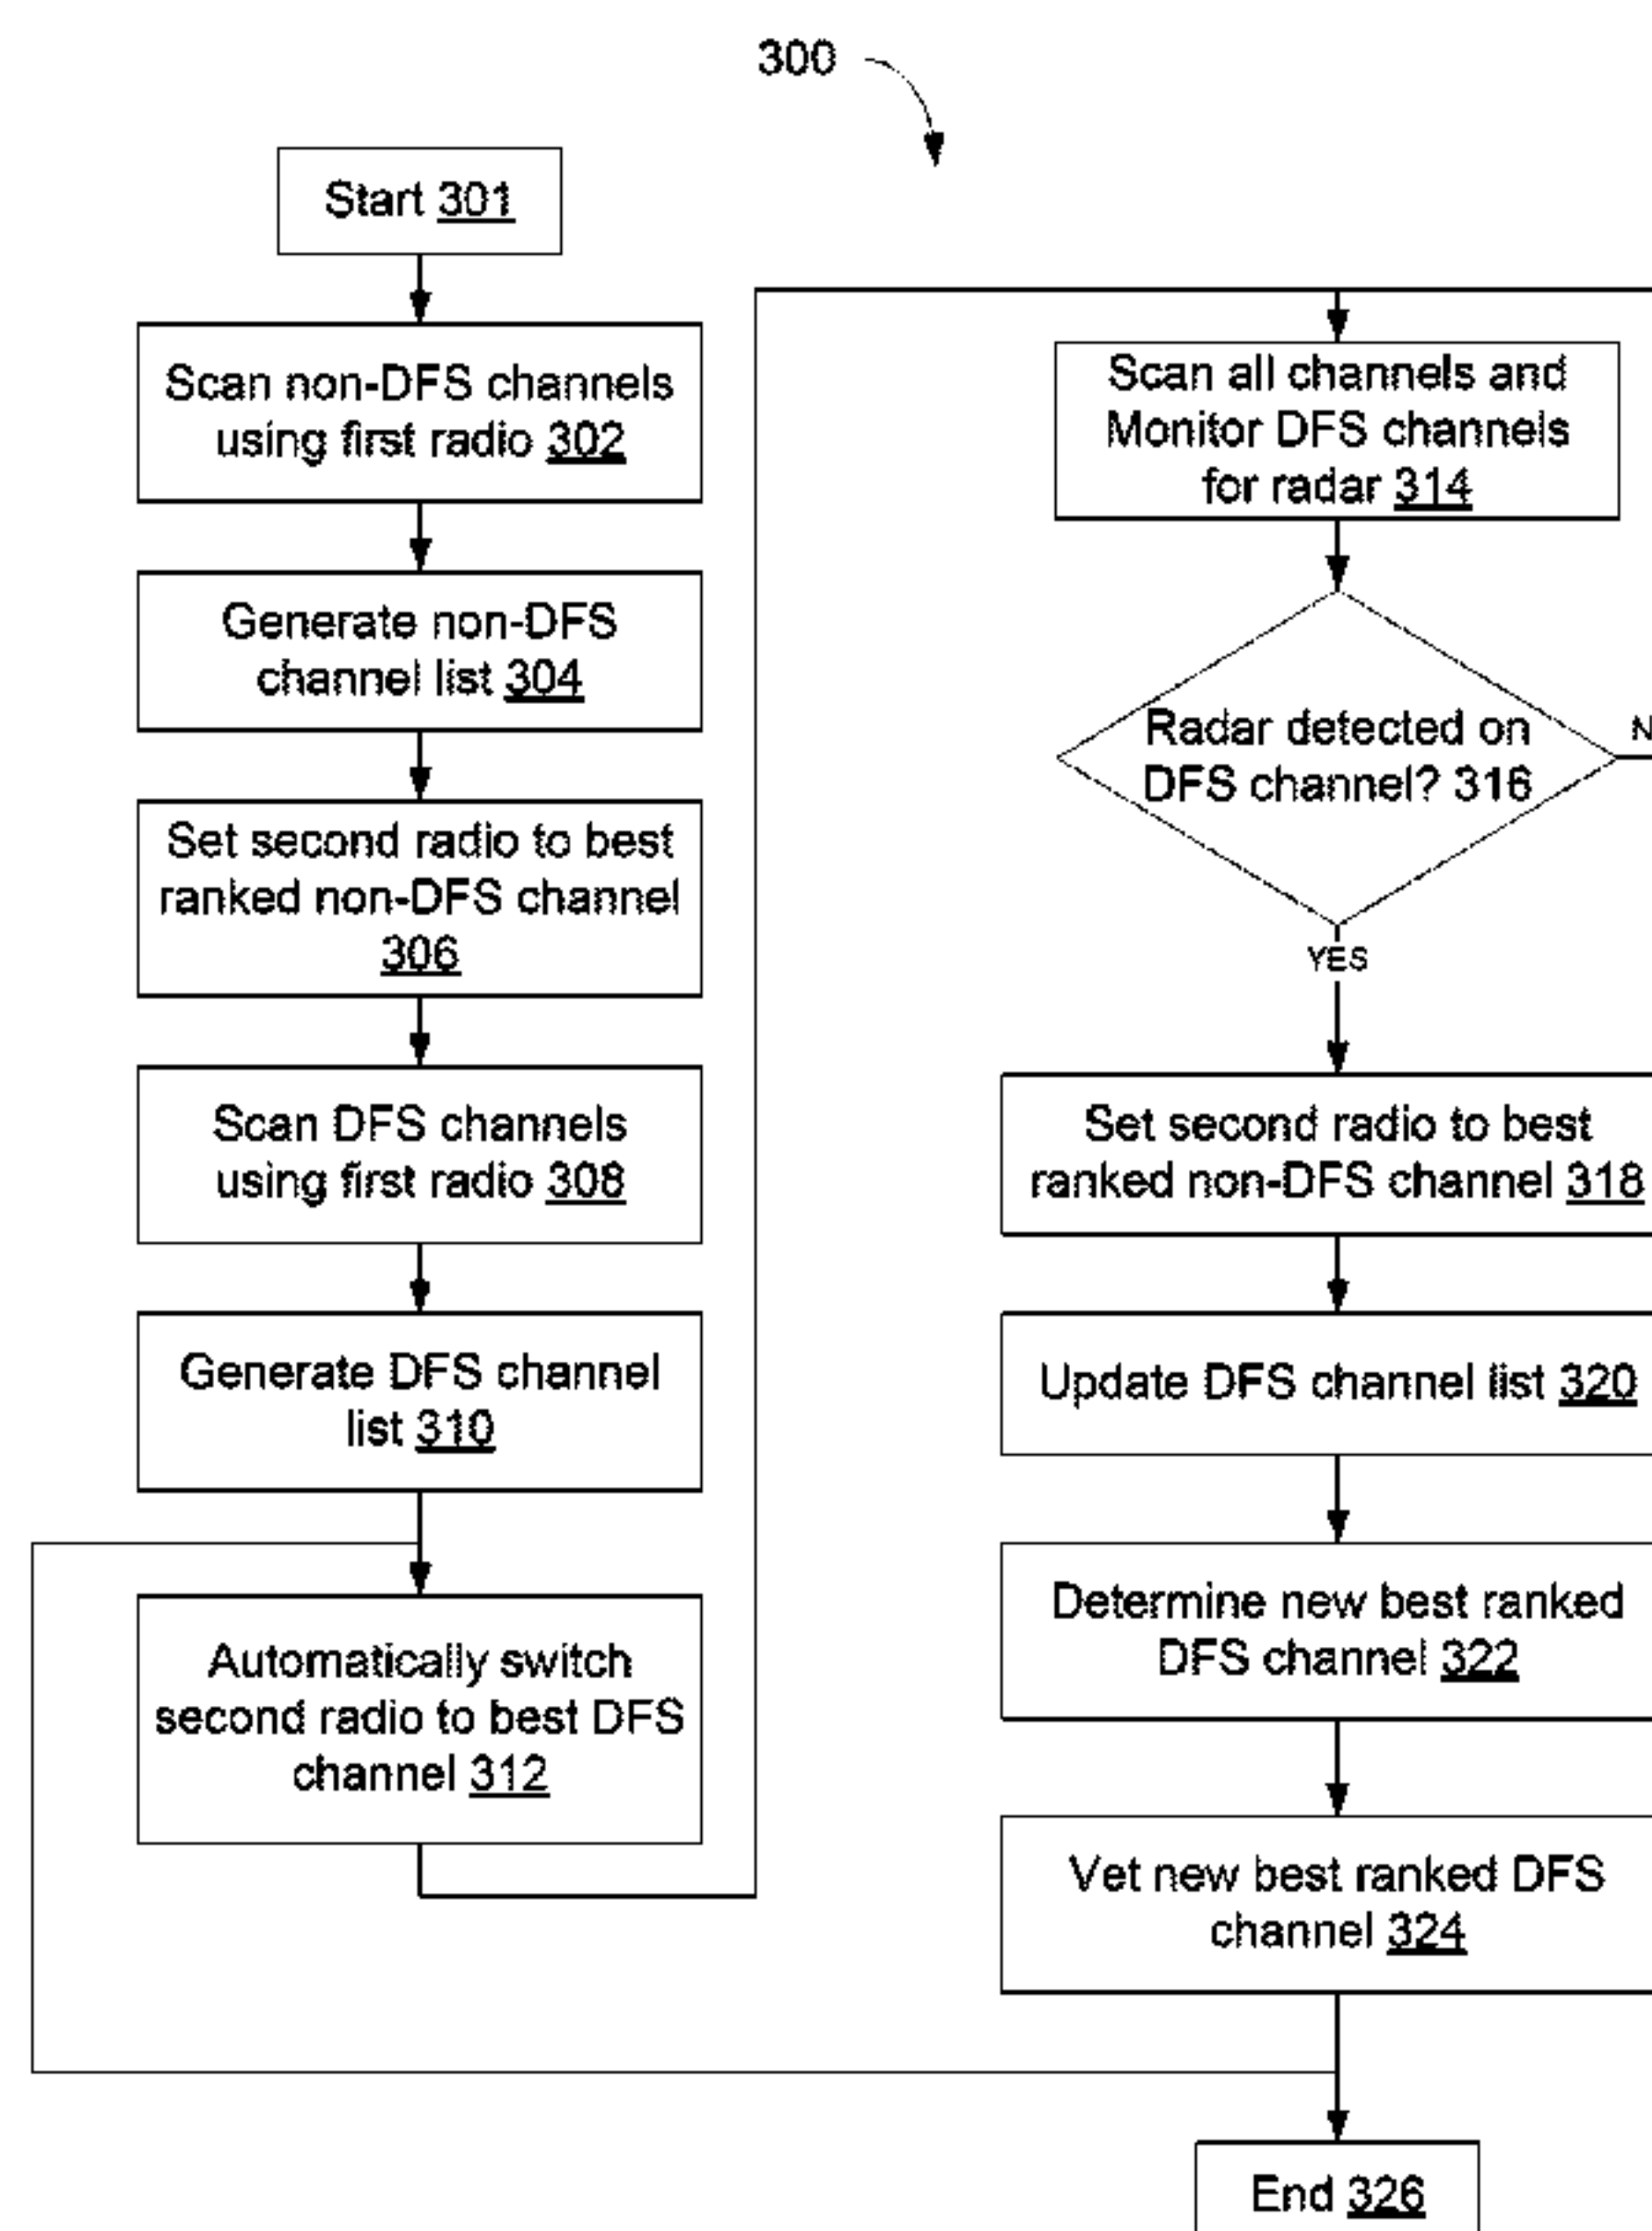 300
Start 301
Scan non-DFS channels
using first radio 302
Generate non-DFS
channel list 304
Set second radio to best
ranked non-DFS channel
306
Scan DFS channels
using first radio 308
Generate DFS channel
list 310
Automatically switch
second radio to best DFS
channel 312
Scan all channels and
Monitor DFS channels
for radar 314
Radar detected on
DFS channel? 316
YES
Set second radio to best
ranked non-DFS channel 318
Update DFS channel list 320
Determine new best ranked
DFS channel 322
Vet new best ranked DFS
channel 324
End 326